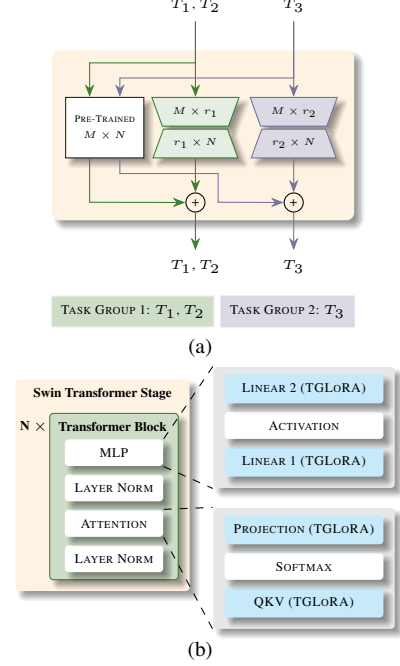 T₁, T₂ T₃
PRE-TRAINED
M × N
M × r₁
r₁ × N
M × r₂
r₂ × N
+ +
T₁, T₂ T₃
TASK GROUP 1: T₁, T₂ TASK GROUP 2: T₃
(a)
Swin Transformer Stage
N ×
Transformer Block
MLP
LAYER NORM
ATTENTION
LAYER NORM
LINEAR 2 (TGLORA)
ACTIVATION
LINEAR 1 (TGLORA)
PROJECTION (TGLORA)
SOFTMAX
QKV (TGLORA)
(b)